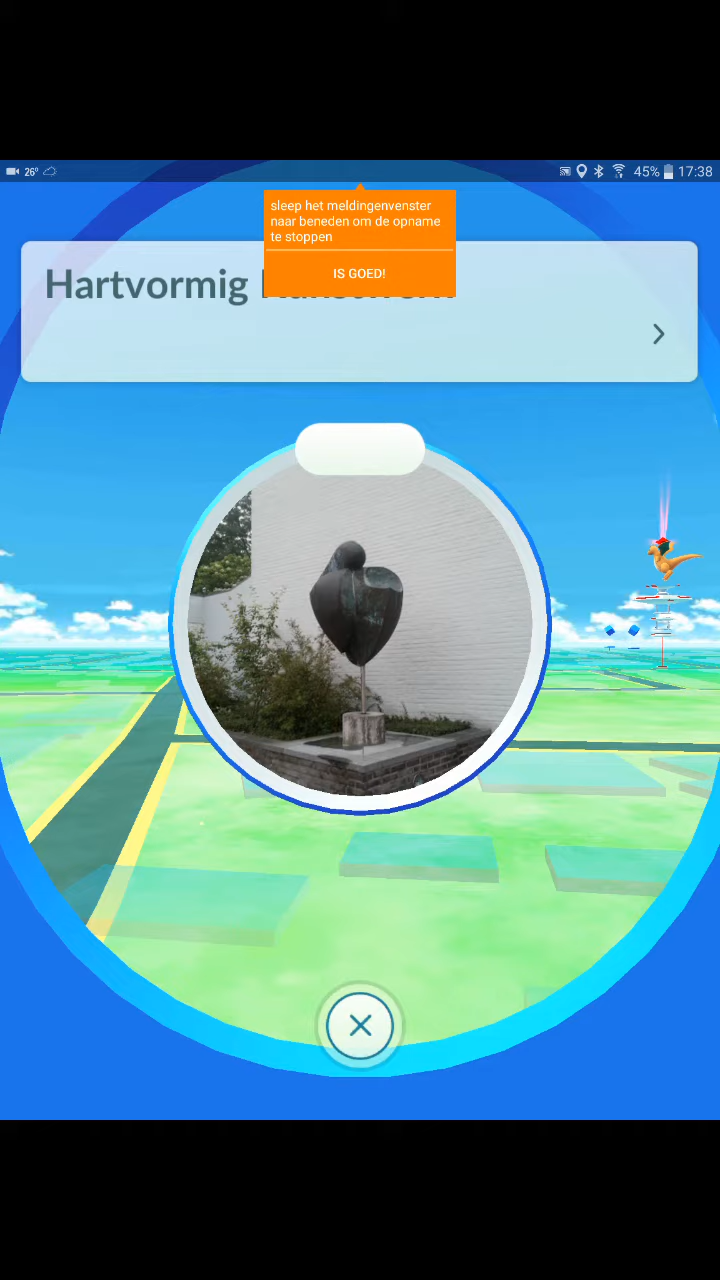 26°
45% 17:38
sleep het meldingenvenster
naar beneden om de opname
te stoppen
IS GOED!
Hartvormig